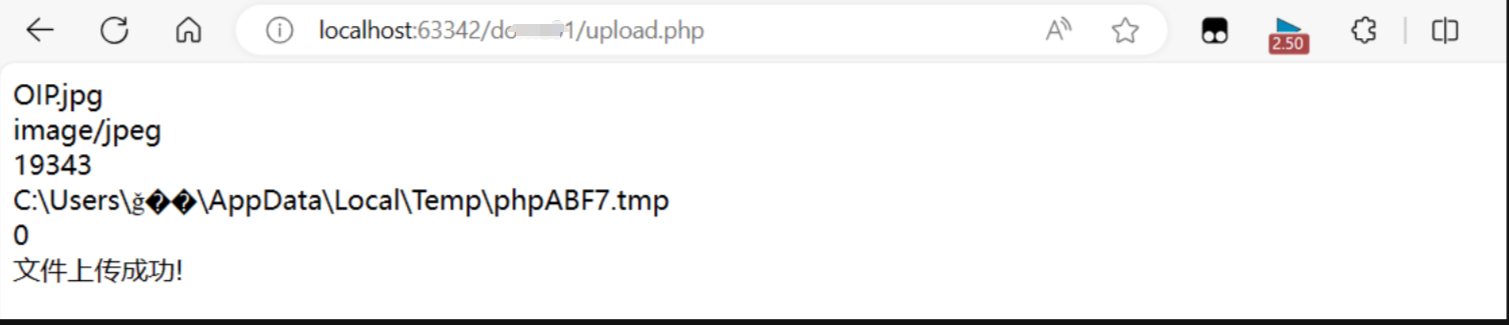 localhost:63342/do 1/upload.php
2.50
OIP.jpg
image/jpeg
19343
C:\Users\ğ��\AppData\Local\Temp\phpABF7.tmp
0
文件上传成功!